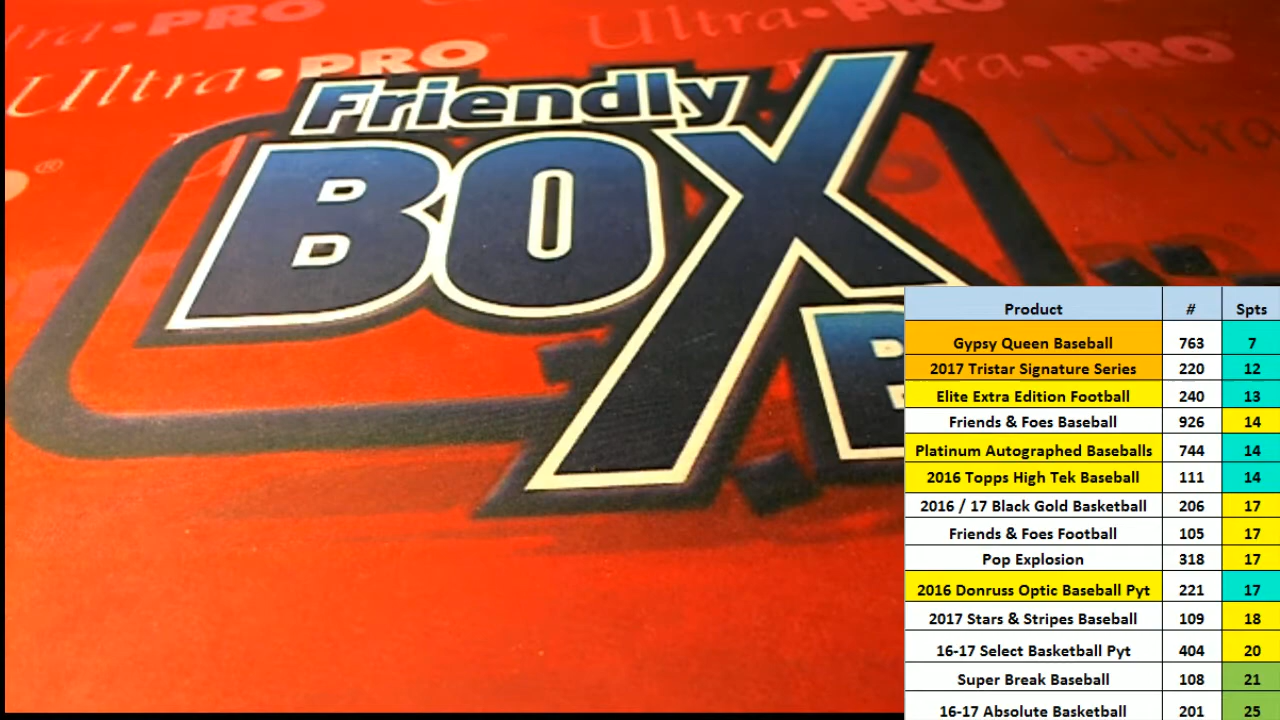 Ultra•PRO
Ultra•PRO
Ultra•PRO
Ultra•PRO
Ultra
®
Friendly
BOX
B
Product # Spts
Gypsy Queen Baseball 763 7
2017 Tristar Signature Series 220 12
Elite Extra Edition Football 240 13
Friends & Foes Baseball 926 14
Platinum Autographed Baseballs 744 14
2016 Topps High Tek Baseball 111 14
2016 / 17 Black Gold Basketball 206 17
Friends & Foes Football 105 17
Pop Explosion 318 17
2016 Donruss Optic Baseball Pyt 221 17
2017 Stars & Stripes Baseball 109 18
16-17 Select Basketball Pyt 404 20
Super Break Baseball 108 21
16-17 Absolute Basketball 201 25